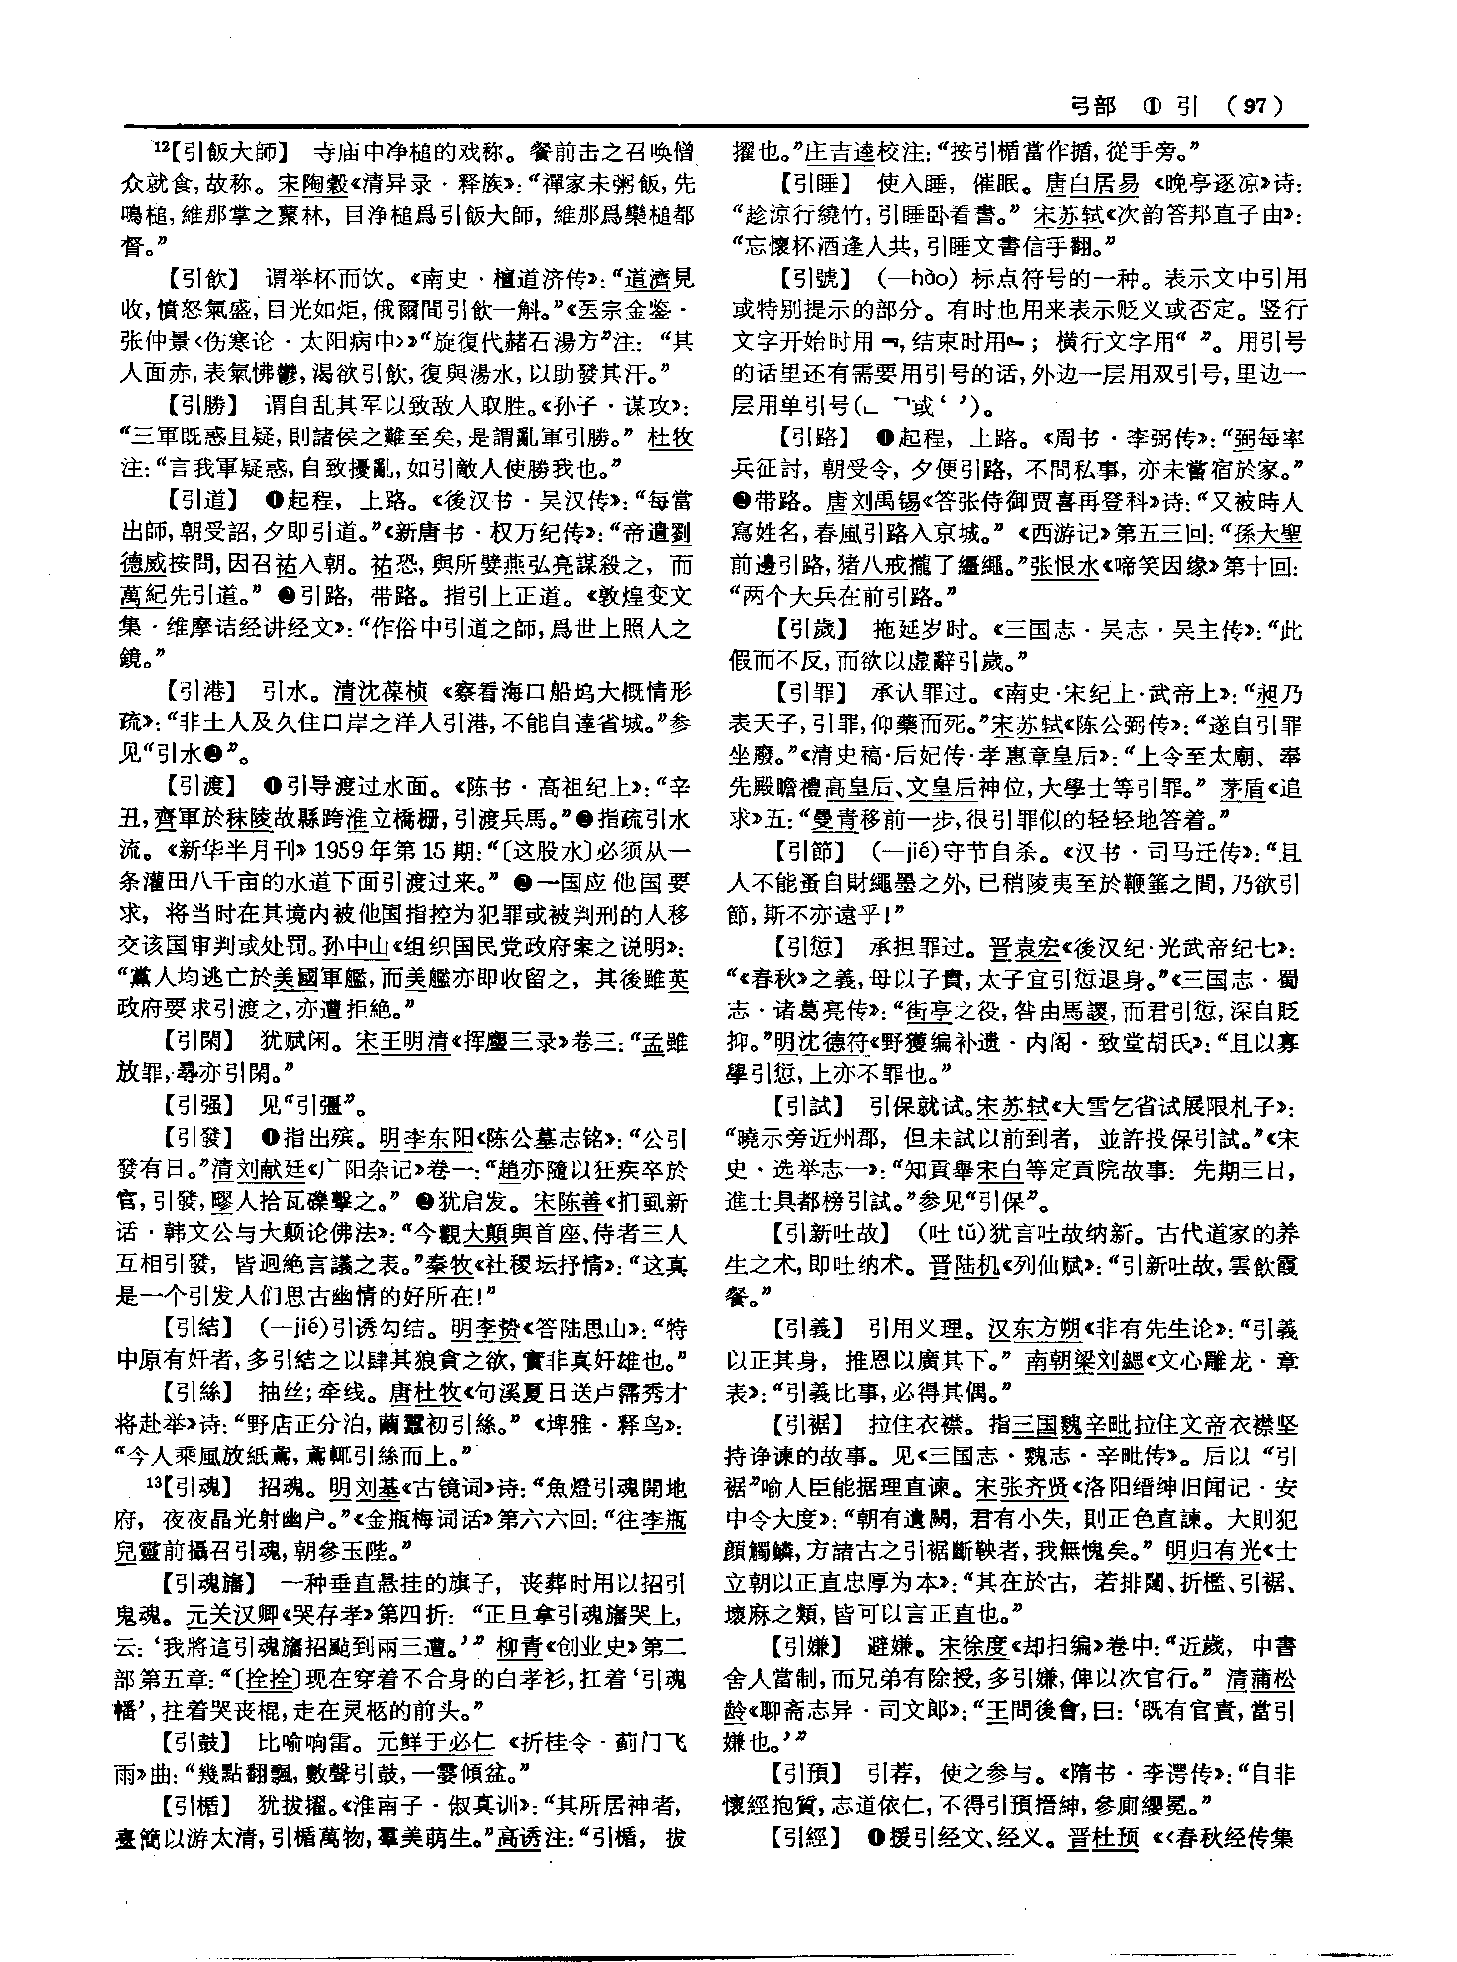 弓部 ① 引 (97)
12【引飯大師】 寺庙中净槌的戏称。餐前击之召唤僧
众就食,故称。宋陶穀《清异录·释族》:“禪家未粥飯,先
鳴槌,維那掌之叢林,目浄槌爲引飯大師,維那爲樂槌都
督。”
【引飲】 谓举杯而饮。《南史·檀道济传》:“道濟見
收,憤怒氣盛,目光如炬,俄爾間引飲一斛。”《医宗金鉴·
张仲景<伤寒论·太阳病中>》“旋復代赭石湯方”注:“其
人面赤,表氣怫鬱,渴欲引飲,復與湯水,以助發其汗。”
【引勝】 谓自乱其军以致敌人取胜。《孙子·谋攻》:
“三軍既惑且疑,則諸侯之難至矣,是謂亂軍引勝。”杜牧
注:“言我軍疑惑,自致擾亂,如引敵人使勝我也。”
【引道】 ❶起程,上路。《後汉书·吴汉传》:“每當
出師,朝受詔,夕即引道。”《新唐书·权万纪传》:“帝遣劉
德威按問,因召祐入朝。祐恐,與所嬖燕弘亮謀殺之,而
萬紀先引道。”❷引路,带路。指引上正道。《敦煌变文
集·维摩诘经讲经文》:“作俗中引道之師,爲世上照人之
鏡。”
【引港】 引水。清沈葆桢《察看海口船坞大概情形
疏》:“非土人及久住口岸之洋人引港,不能自達省城。”参
见“引水❷”。
【引渡】 ❶引导渡过水面。《陈书·高祖纪上》:“辛
丑,齊軍於秣陵故縣跨淮立橋栅,引渡兵馬。”❷指疏引水
流。《新华半月刊》1959年第15期:“〔这股水〕必须从一
条灌田八千亩的水道下面引渡过来。”❷一国应他国要
求,将当时在其境内被他国指控为犯罪或被判刑的人移
交该国审判或处罚。孙中山《组织国民党政府案之说明》:
“黨人均逃亡於美國軍艦,而美艦亦即收留之,其後雖英
政府要求引渡之,亦遭拒絶。”
【引閑】 犹赋闲。宋王明清《挥麈三录》卷三:“孟雖
放罪,尋亦引閑。”
【引强】 见“引彊”。
【引發】 ❶指出殡。明李东阳《陈公墓志铭》:“公引
發有日。”清刘献廷《广阳杂记》卷一:“趙亦隨以狂疾卒於
官,引發,醪人拾瓦礫擊之。”❷犹启发。宋陈善《扪虱新
话·韩文公与大颠论佛法》:“今觀大顛與首座、侍者三人
互相引發,皆迥絶言議之表。”秦牧《社稷坛抒情》:“这真
是一个引发人们思古幽情的好所在!”
【引結】 (—jié)引诱勾结。明李贽《答陆思山》:“特
中原有奸者,多引結之以肆其狼貪之欲,實非真奸雄也。”
【引絲】 抽丝;牵线。唐杜牧《句溪夏日送卢霈秀才
将赴举》诗:“野店正分泊,繭蠶初引絲。”《埤雅·释鸟》:
“今人乘風放紙鳶,鳶輒引絲而上。”
13【引魂】 招魂。明刘基《古镜词》诗:“魚燈引魂開地
府,夜夜晶光射幽户。”《金瓶梅词话》第六六回:“往李瓶
兒靈前攝召引魂,朝參玉陛。”
【引魂旛】 一种垂直悬挂的旗子,丧葬时用以招引
鬼魂。元关汉卿《哭存孝》第四折:“正旦拿引魂旛哭上,
云:‘我將這引魂旛招颭到兩三遭。’”柳青《创业史》第二
部第五章:“〔拴拴〕现在穿着不合身的白孝衫,扛着‘引魂
幡’,拄着哭丧棍,走在灵柩的前头。”
【引鼓】 比喻响雷。元鲜于必仁《折桂令·蓟门飞
雨》曲:“幾點翻飄,數聲引鼓,一霎傾盆。”
【引楯】 犹拔擢。《淮南子·俶真训》:“其所居神者,
臺簡以游太清,引楯萬物,羣美萌生。”高诱注:“引楯,拔
擢也。”庄吉逵校注:“按引楯當作揗,從手旁。”
【引睡】 使入睡,催眠。唐白居易《晚亭逐凉》诗:
“趁凉行繞竹,引睡卧看書。”宋苏轼《次韵答邦直子由》:
“忘懷杯酒逢人共,引睡文書信手翻。”
【引號】 (—hào)标点符号的一种。表示文中引用
或特别提示的部分。有时也用来表示贬义或否定。竖行
文字开始时用﹃,结束时用﹄;横行文字用“ ”。用引号
的话里还有需要用引号的话,外边一层用双引号,里边一
层用单引号(﹂﹁或‘ ’)。
【引路】 ❶起程,上路。《周书·李弼传》:“弼每率
兵征討,朝受令,夕便引路,不問私事,亦未嘗宿於家。”
❷带路。唐刘禹锡《答张侍御贾喜再登科》诗:“又被時人
寫姓名,春風引路入京城。”《西游记》第五三回:“孫大聖
前邊引路,猪八戒攏了繮繩。”张恨水《啼笑因缘》第十回:
“两个大兵在前引路。”
【引歲】 拖延岁时。《三国志·吴志·吴主传》:“此
假而不反,而欲以虚辭引歲。”
【引罪】 承认罪过。《南史·宋纪上·武帝上》:“昶乃
表天子,引罪,仰藥而死。”宋苏轼《陈公弼传》:“遂自引罪
坐廢。”《清史稿·后妃传·孝惠章皇后》:“上令至太廟、奉
先殿瞻禮高皇后、文皇后神位,大學士等引罪。”茅盾《追
求》五:“曼青移前一步,很引罪似的轻轻地答着。”
【引節】 (—jié)守节自杀。《汉书·司马迁传》:“且
人不能蚤自財繩墨之外,已稍陵夷至於鞭箠之間,乃欲引
節,斯不亦遠乎!”
【引愆】 承担罪过。晋袁宏《後汉纪·光武帝纪七》:
“《春秋》之義,母以子貴,太子宜引愆退身。”《三国志·蜀
志·诸葛亮传》:“街亭之役,咎由馬謖,而君引愆,深自貶
抑。”明沈德符《野獲编补遗·内阁·致堂胡氏》:“且以寡
學引愆,上亦不罪也。”
【引試】 引保就试。宋苏轼《大雪乞省试展限札子》:
“曉示旁近州郡,但未試以前到者,並許投保引試。”《宋
史·选举志一》:“知貢舉宋白等定貢院故事:先期三日,
進士具都榜引試。”参见“引保”。
【引新吐故】 (吐tǔ)犹言吐故纳新。古代道家的养
生之术,即吐纳术。晋陆机《列仙赋》:“引新吐故,雲飲霞
餐。”
【引義】 引用义理。汉东方朔《非有先生论》:“引義
以正其身,推恩以廣其下。”南朝梁刘勰《文心雕龙·章
表》:“引義比事,必得其偶。”
【引裾】 拉住衣襟。指三国魏辛毗拉住文帝衣襟坚
持诤谏的故事。见《三国志·魏志·辛毗传》。后以“引
裾”喻人臣能据理直谏。宋张齐贤《洛阳缙绅旧闻记·安
中令大度》:“朝有遺闕,君有小失,則正色直諫。大則犯
顔觸鱗,方諸古之引裾斷鞅者,我無愧矣。”明归有光《士
立朝以正直忠厚为本》:“其在於古,若排闥、折檻、引裾、
壞麻之類,皆可以言正直也。”
【引嫌】 避嫌。宋徐度《却扫编》卷中:“近歲,中書
舍人當制,而兄弟有除授,多引嫌,俾以次官行。”清蒲松
龄《聊斋志异·司文郎》:“王問後會,曰:‘既有官責,當引
嫌也。’”
【引預】 引荐,使之参与。《隋书·李谔传》:“自非
懷經抱質,志道依仁,不得引預搢紳,參厠纓冕。”
【引經】 ❶援引经文、经义。晋杜预《<春秋经传集